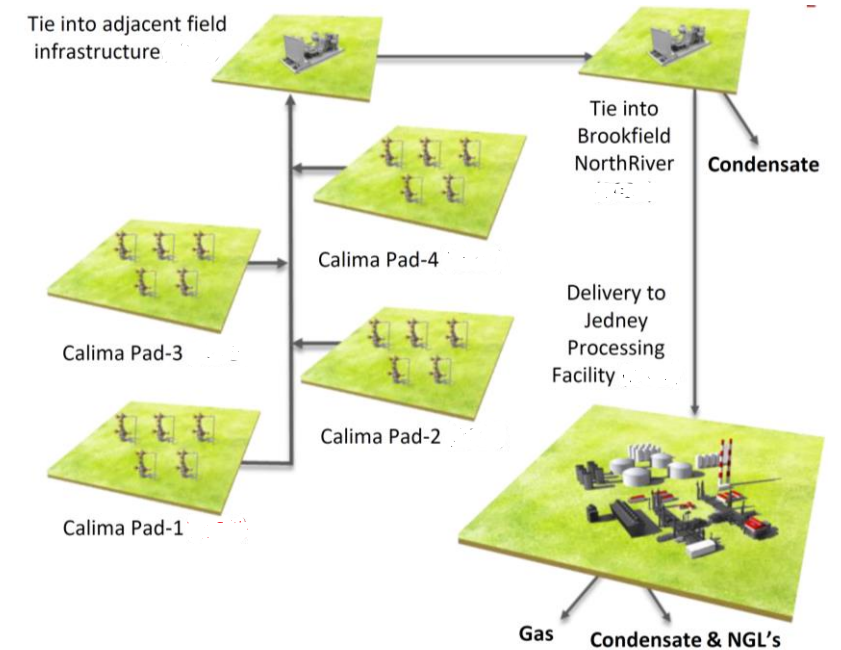 Tie into adjacent field
infrastructure
Tie into
Brookfield
NorthRiver
Condensate
Calima Pad-4
Calima Pad-3
Delivery to
Jedney
Processing
Facility
Calima Pad-2
Calima Pad-1
Gas
Condensate & NGL's